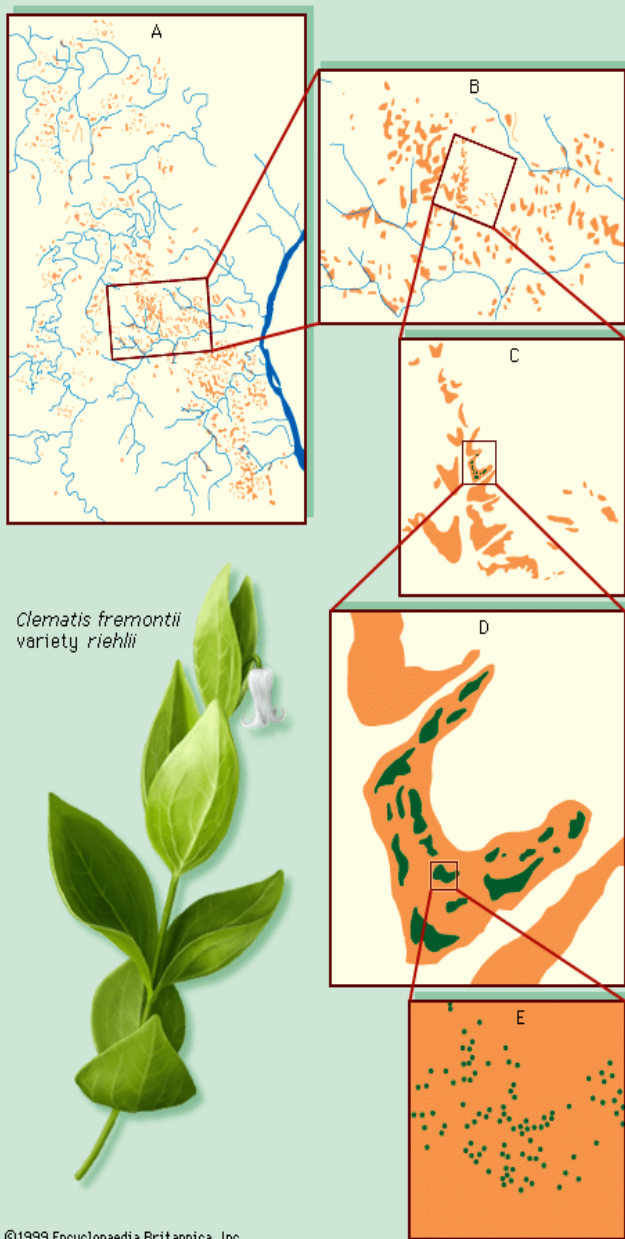 A
B
C
Clematis fremontii
variety riehlii
D
E
©1999 Encyclopaedia Britannica, Inc.